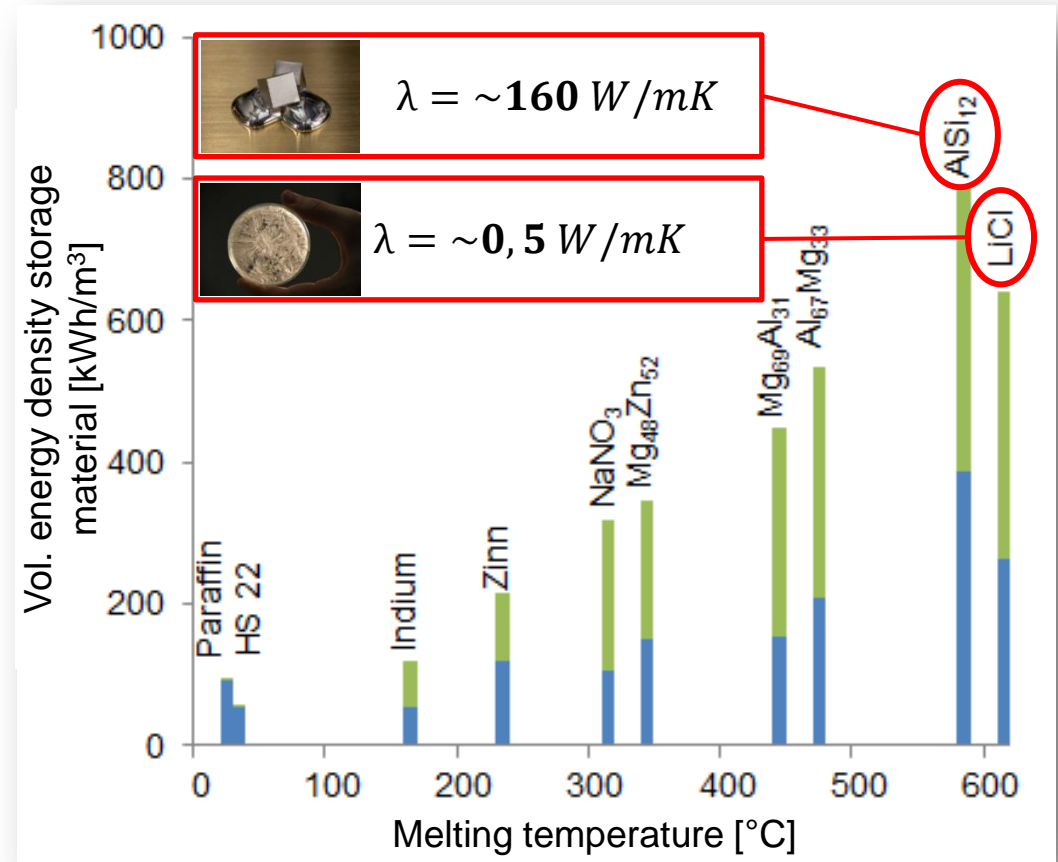 Vol. energy density storage
material [kWh/m³]
1000
800
600
400
200
0
λ = ~160 W/mK
λ = ~0,5 W/mK
Paraffin
HS 22
Indium
Zinn
NaNO₃
Mg₄₈Zn₅₂
Mg₆₉Al₃₁
Al₆₇Mg₃₃
AlSi₁₂
LiCl
0 100 200 300 400 500 600
Melting temperature [°C]